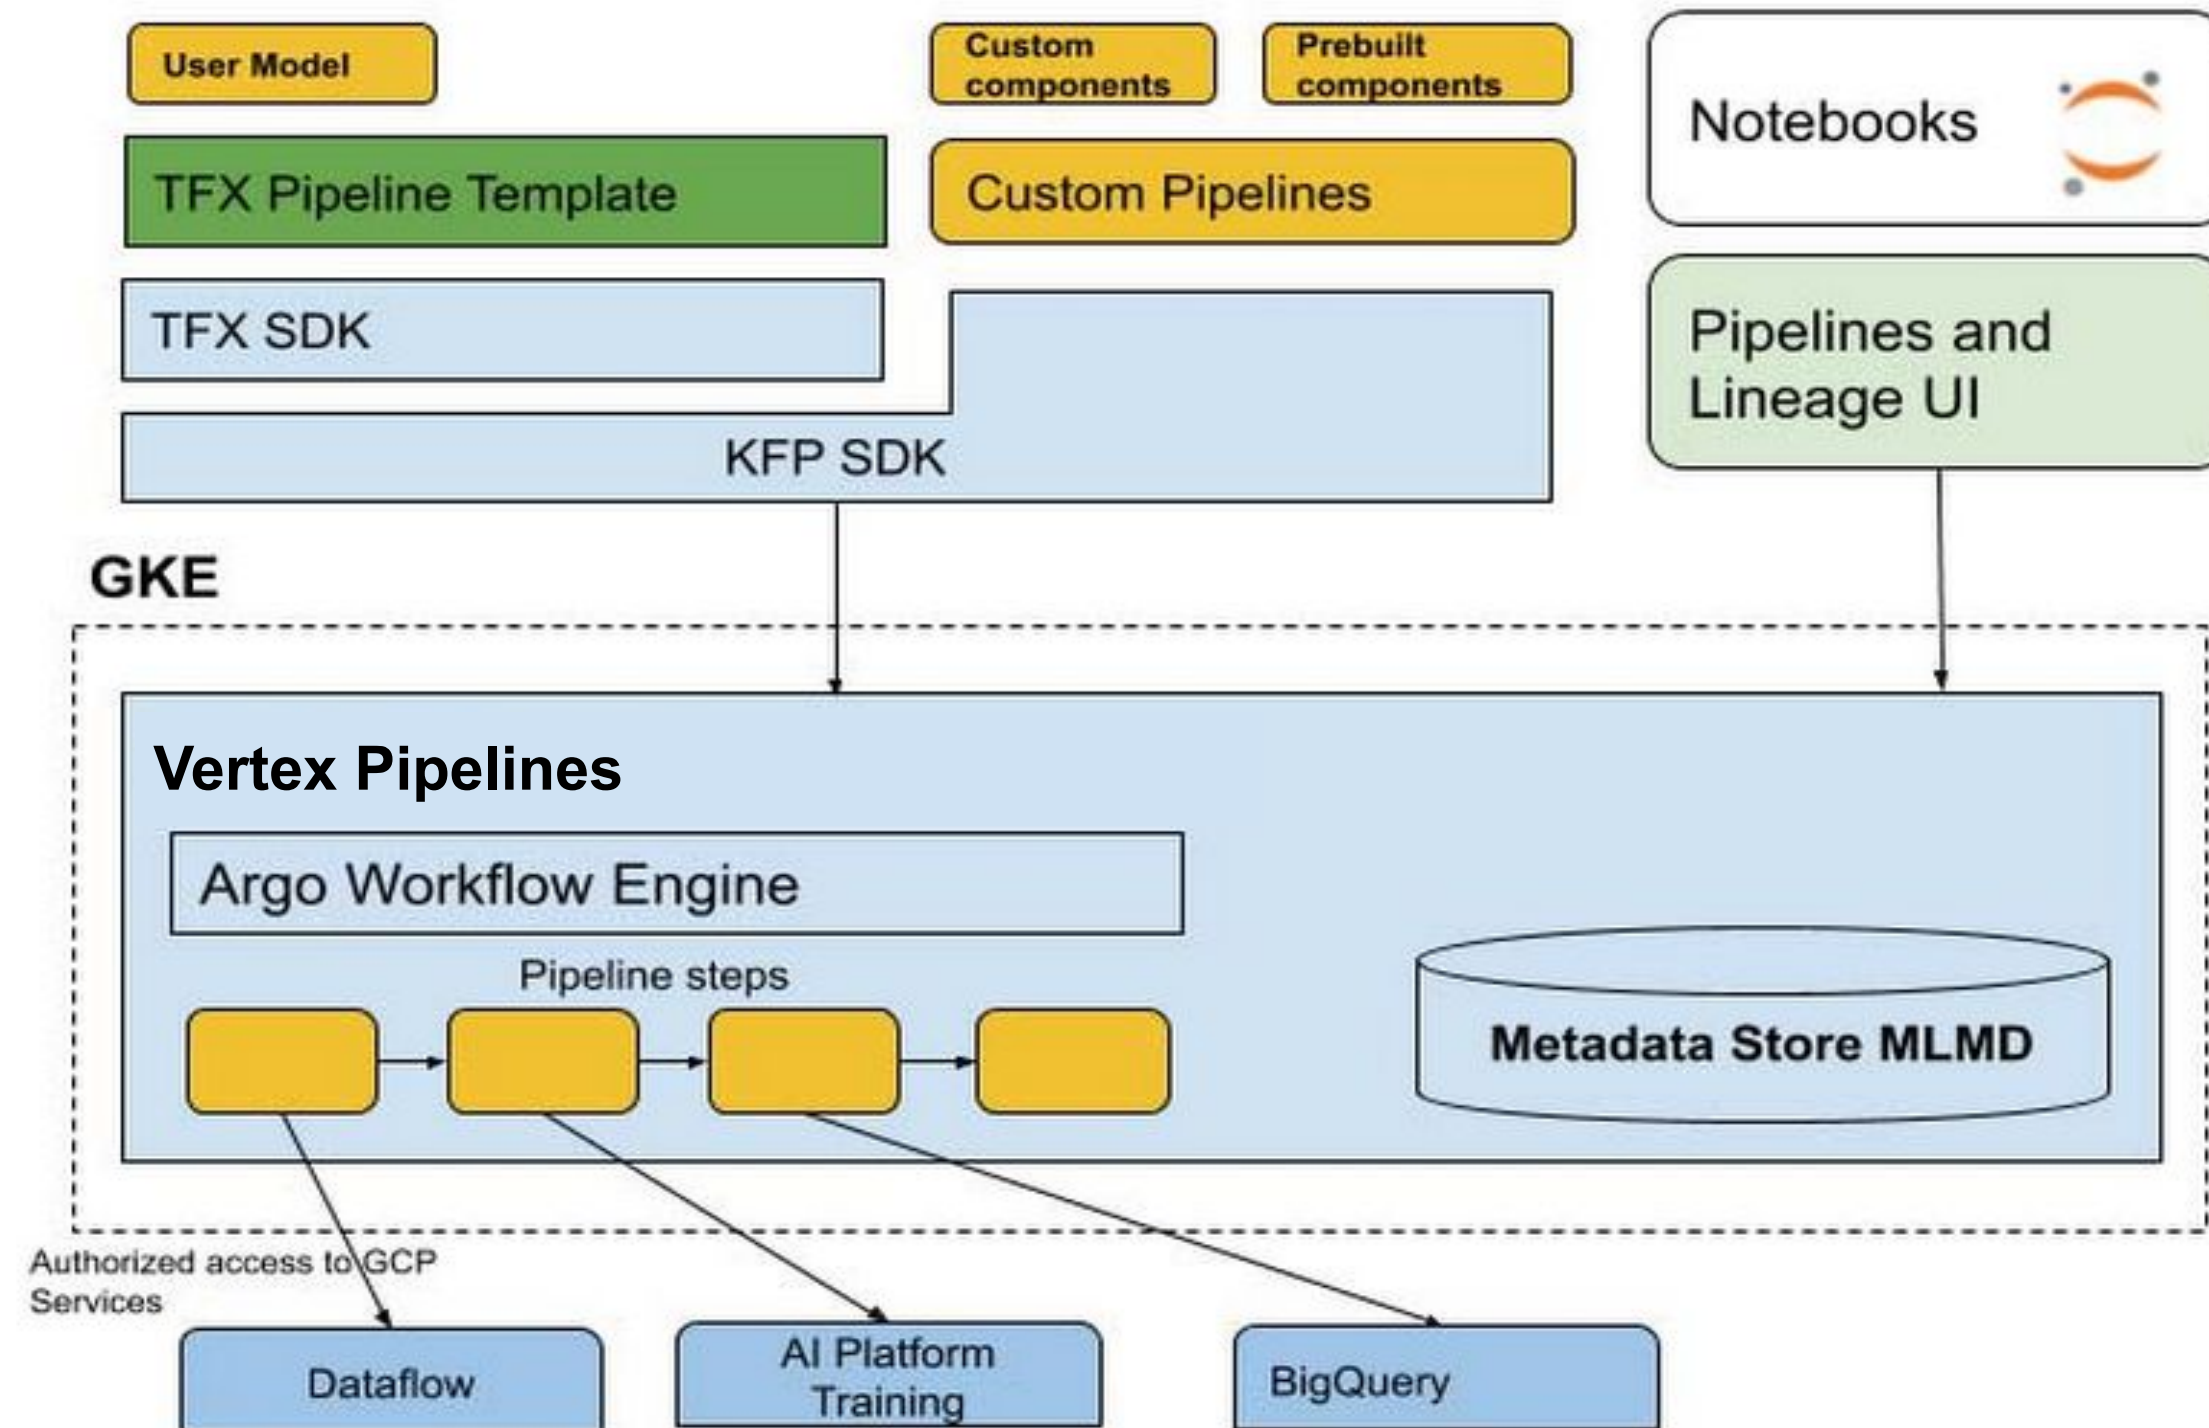 User Model
Custom
components
Prebuilt
components
Notebooks
TFX Pipeline Template
Custom Pipelines
TFX SDK
Pipelines and
Lineage UI
KFP SDK
GKE
Vertex Pipelines
Argo Workflow Engine
Pipeline steps
Metadata Store MLMD
Authorized access to GCP
Services
Dataflow
AI Platform
Training
BigQuery